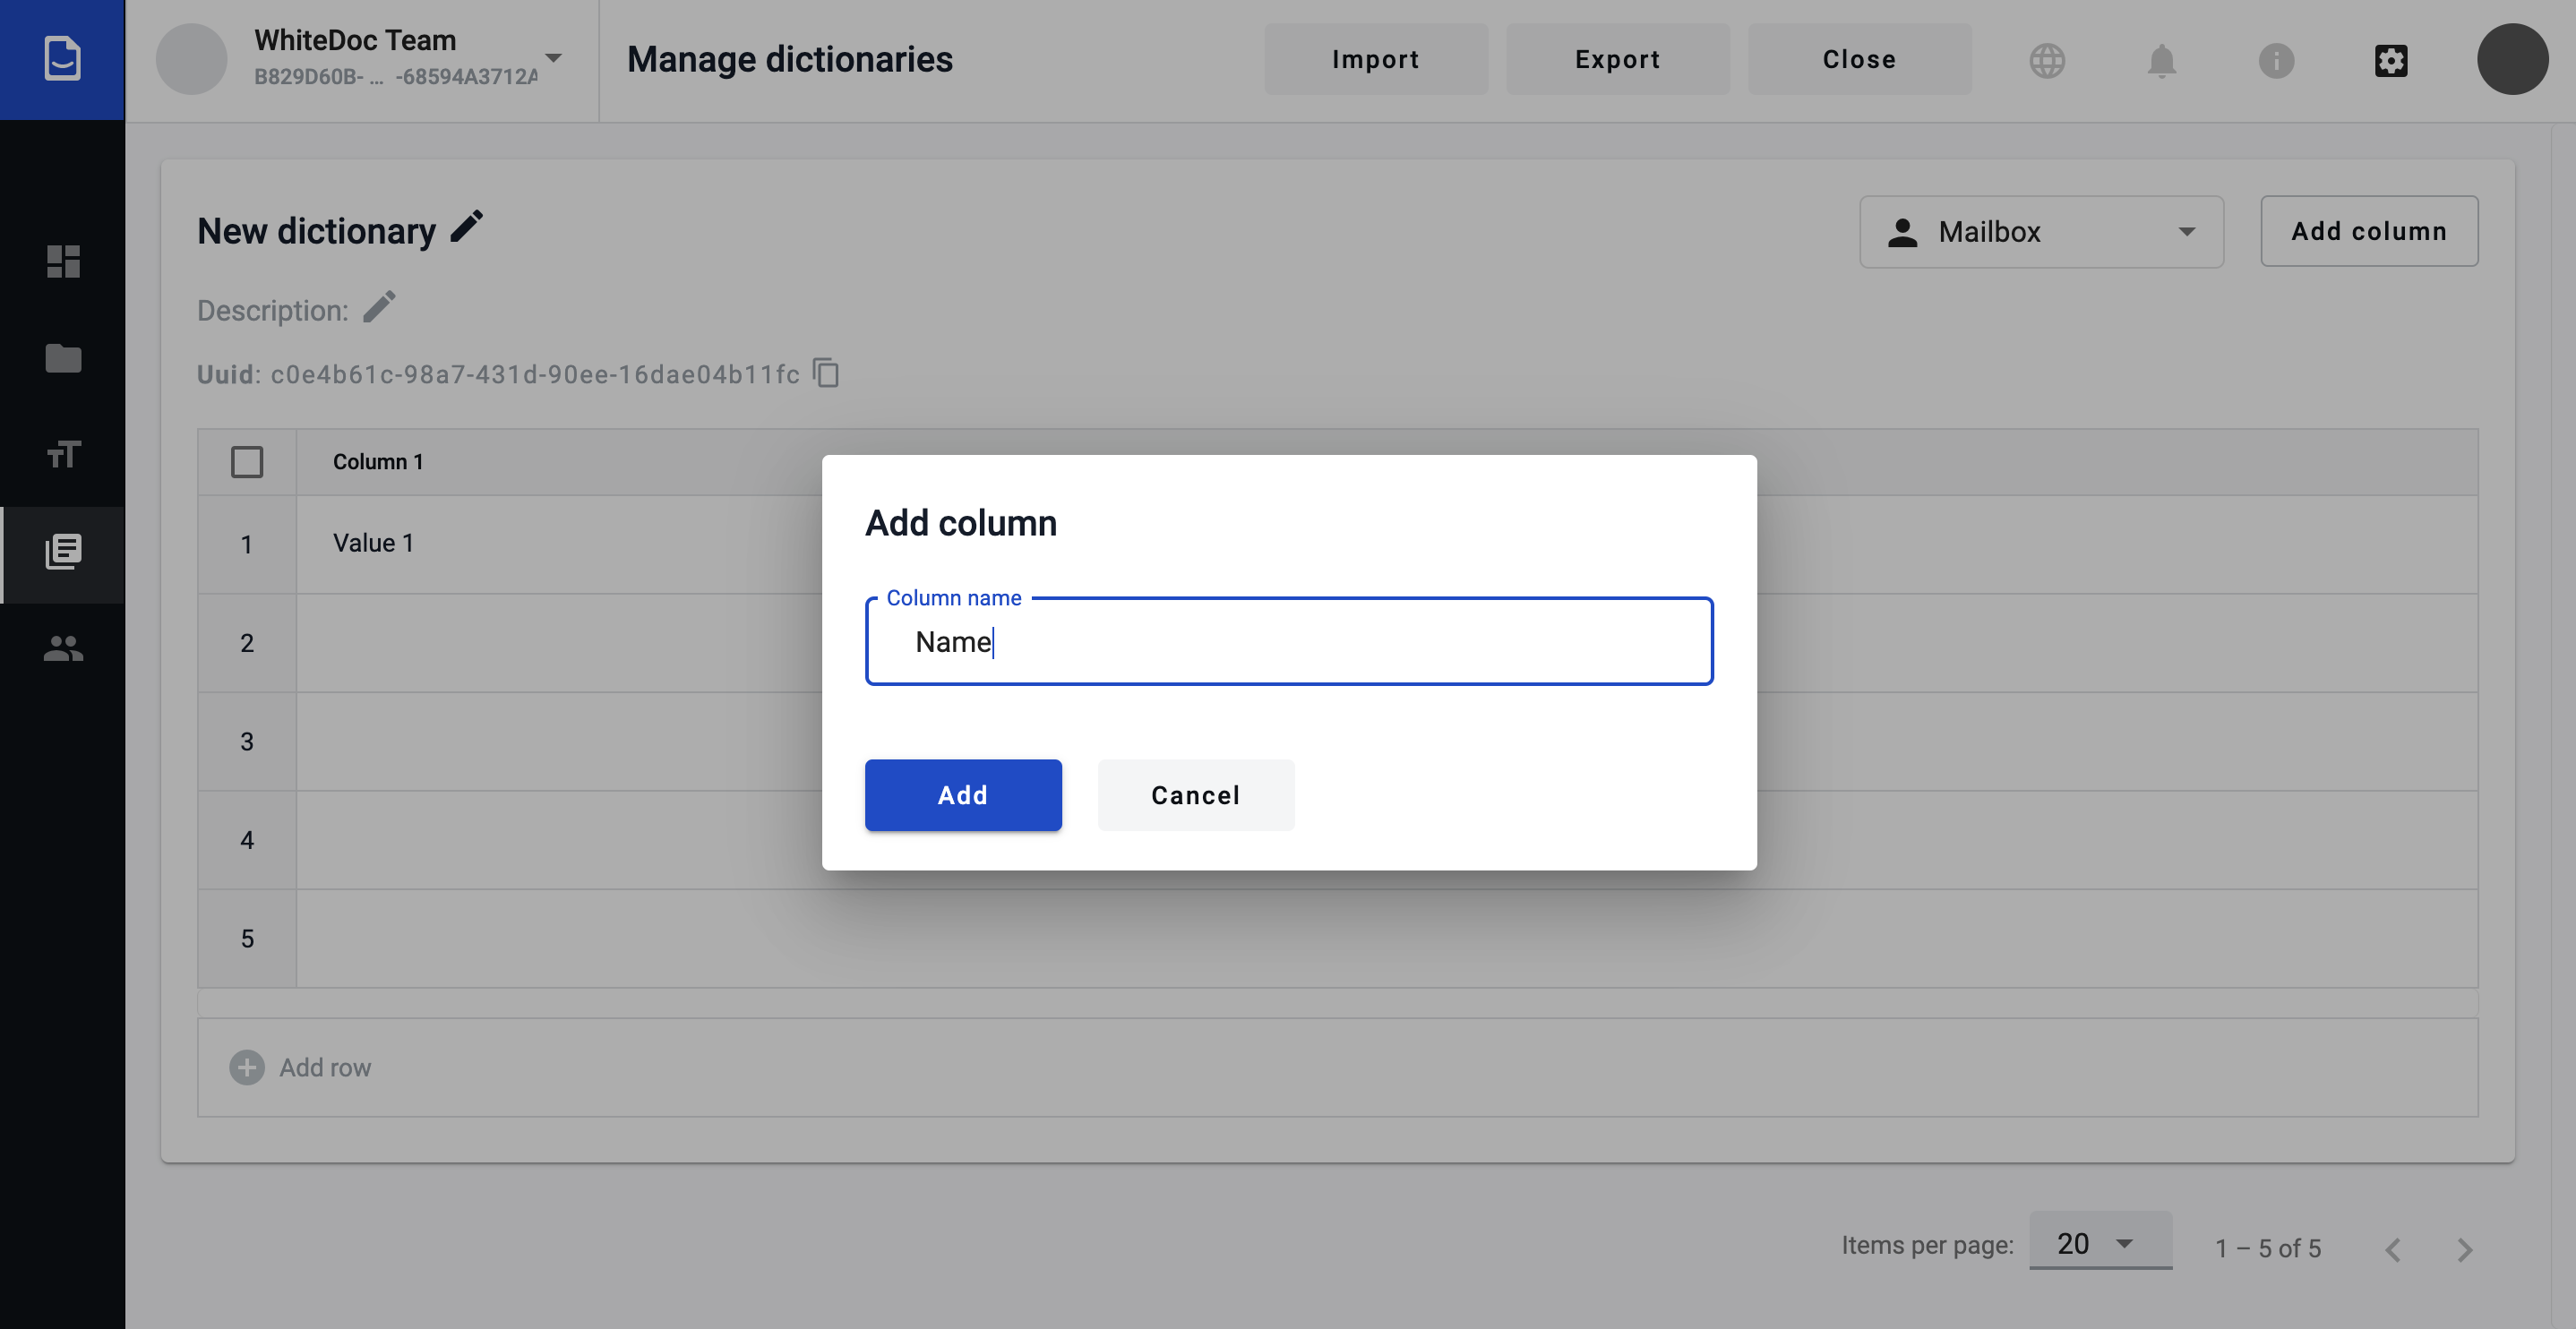 WhiteDoc Team
B829D60B- ... -68594A3712A
Manage dictionaries
Import
Export
Close
New dictionary
Mailbox
Add column
Description:
Uuid: c0e4b61c-98a7-431d-90ee-16dae04b11fc
Column 1
1
Value 1
2
3
4
5
Add column
Column name
Name
Add
Cancel
Add row
Items per page:
20
1 – 5 of 5